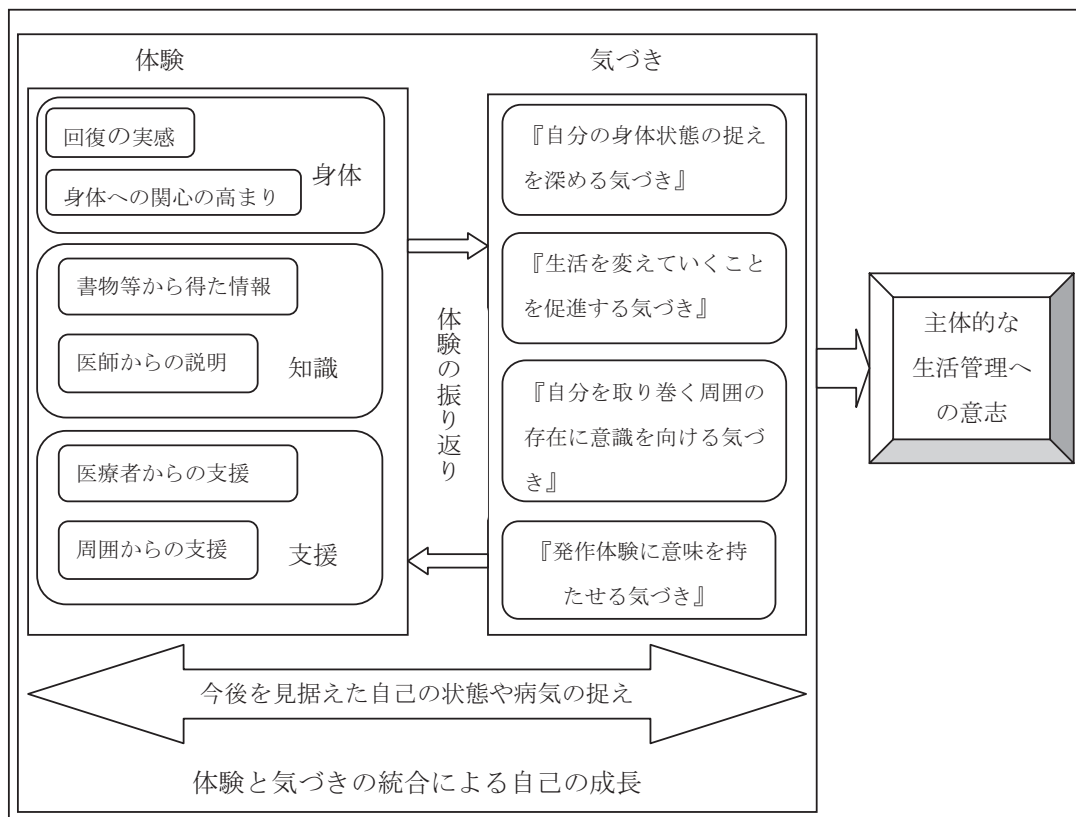 体験
気づき
回復の実感
身体への関心の高まり
身体
書物等から得た情報
医師からの説明
知識
医療者からの支援
周囲からの支援
支援
体験の振り返り
『自分の身体状態の捉え
を深める気づき』
『生活を変えていくこと
を促進する気づき』
『自分を取り巻く周囲の
存在に意識を向ける気づ
き』
『発作体験に意味を持
たせる気づき』
主体的な
生活管理へ
の意志
今後を見据えた自己の状態や病気の捉え
体験と気づきの統合による自己の成長